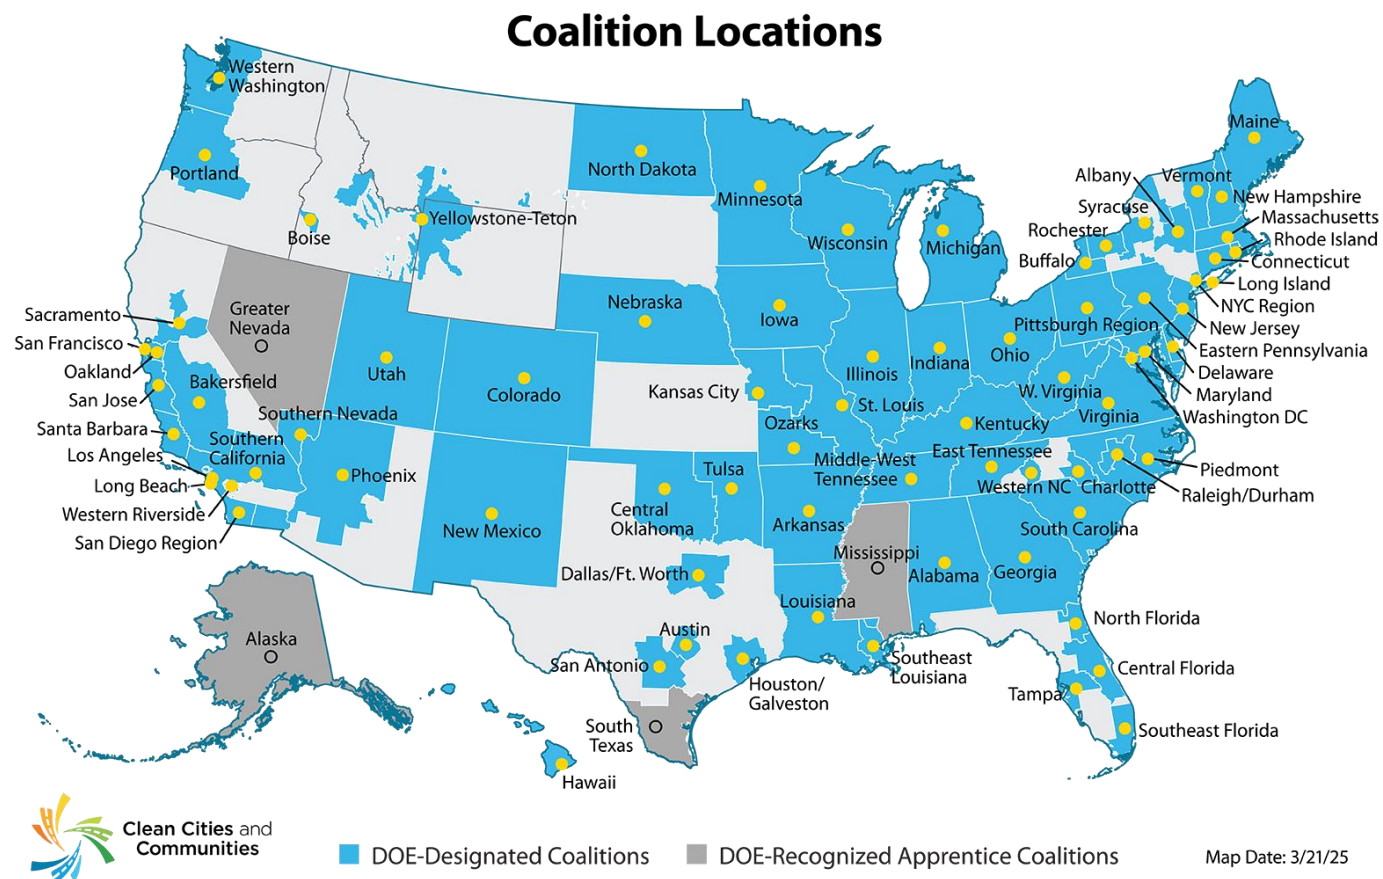 Coalition Locations
Western
Washington
Portland
Boise
Yellowstone-Teton
North Dakota
Minnesota
Wisconsin
Michigan
Maine
Albany
Vermont
New Hampshire
Syracuse
Massachusetts
Rochester
Rhode Island
Buffalo
Connecticut
Long Island
NYC Region
New Jersey
Eastern Pennsylvania
Delaware
Maryland
Washington DC
Pittsburgh Region
Sacramento
San Francisco
Oakland
San Jose
Santa Barbara
Los Angeles
Long Beach
Western Riverside
San Diego Region
Greater
Nevada
Bakersfield
Southern Nevada
Southern
California
Utah
Colorado
Nebraska
Iowa
Illinois
Indiana
Ohio
W. Virginia
Virginia
Kansas City
St. Louis
Ozarks
Kentucky
Phoenix
New Mexico
Central
Oklahoma
Tulsa
Arkansas
Middle-West
Tennessee
East Tennessee
Western NC
Charlotte
Piedmont
Raleigh/Durham
South Carolina
Mississippi
Alabama
Georgia
Dallas/Ft. Worth
Louisiana
Austin
San Antonio
Houston/
Galveston
Southeast
Louisiana
North Florida
Central Florida
Tampa
Southeast Florida
South
Texas
Alaska
Hawaii
Clean Cities and
Communities
DOE-Designated Coalitions
DOE-Recognized Apprentice Coalitions
Map Date: 3/21/25